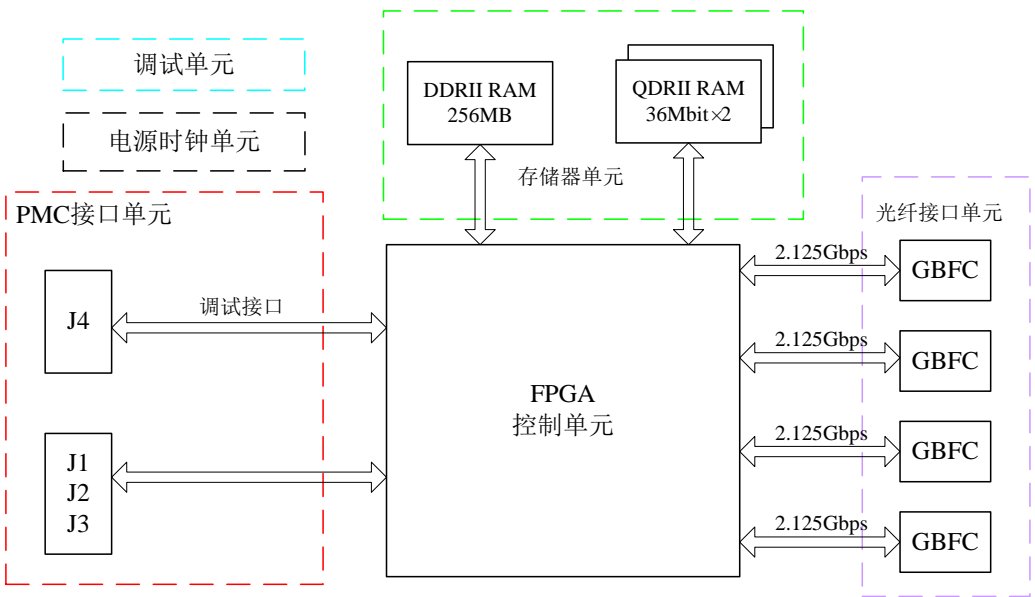 调试单元
电源时钟单元
DDRII RAM
256MB
QDRII RAM
36Mbit×2
存储器单元
PMC接口单元
J4
调试接口
J1
J2
J3
FPGA
控制单元
光纤接口单元
2.125Gbps
GBFC
2.125Gbps
GBFC
2.125Gbps
GBFC
2.125Gbps
GBFC